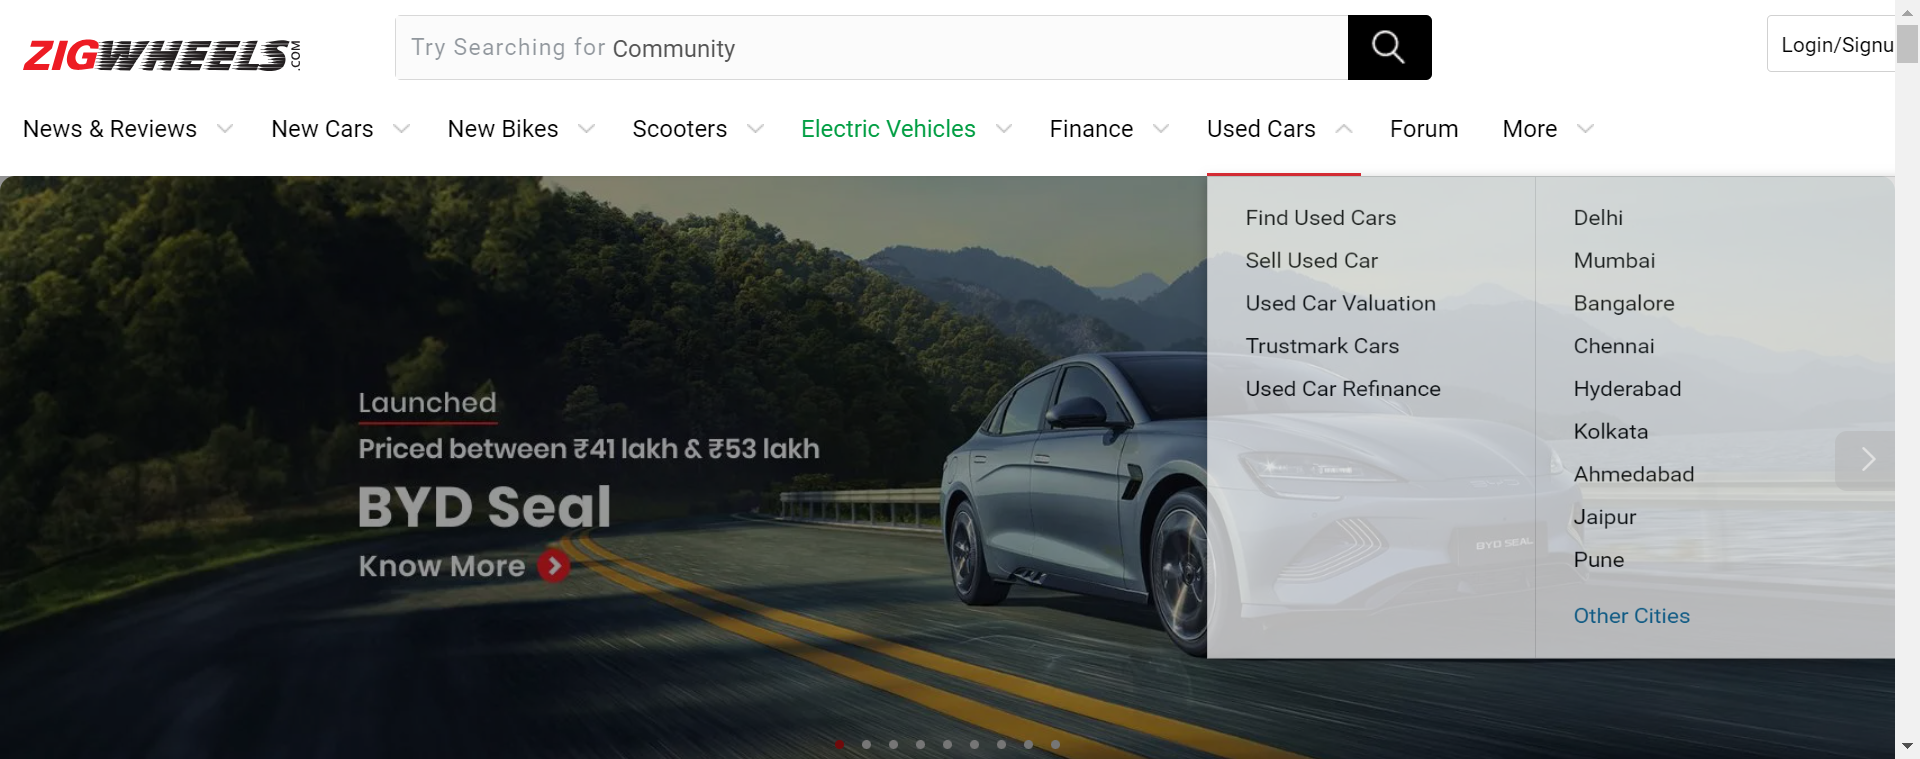 ZIGWHEELS.COM
Try Searching for Community
Login/Signu
News & Reviews New Cars New Bikes Scooters Electric Vehicles Finance Used Cars Forum More
Find Used Cars
Sell Used Car
Used Car Valuation
Trustmark Cars
Used Car Refinance
Delhi
Mumbai
Bangalore
Chennai
Hyderabad
Kolkata
Ahmedabad
Jaipur
Pune
Other Cities
Launched
Priced between ₹41 lakh & ₹53 lakh
BYD Seal
Know More
BYD SEAL